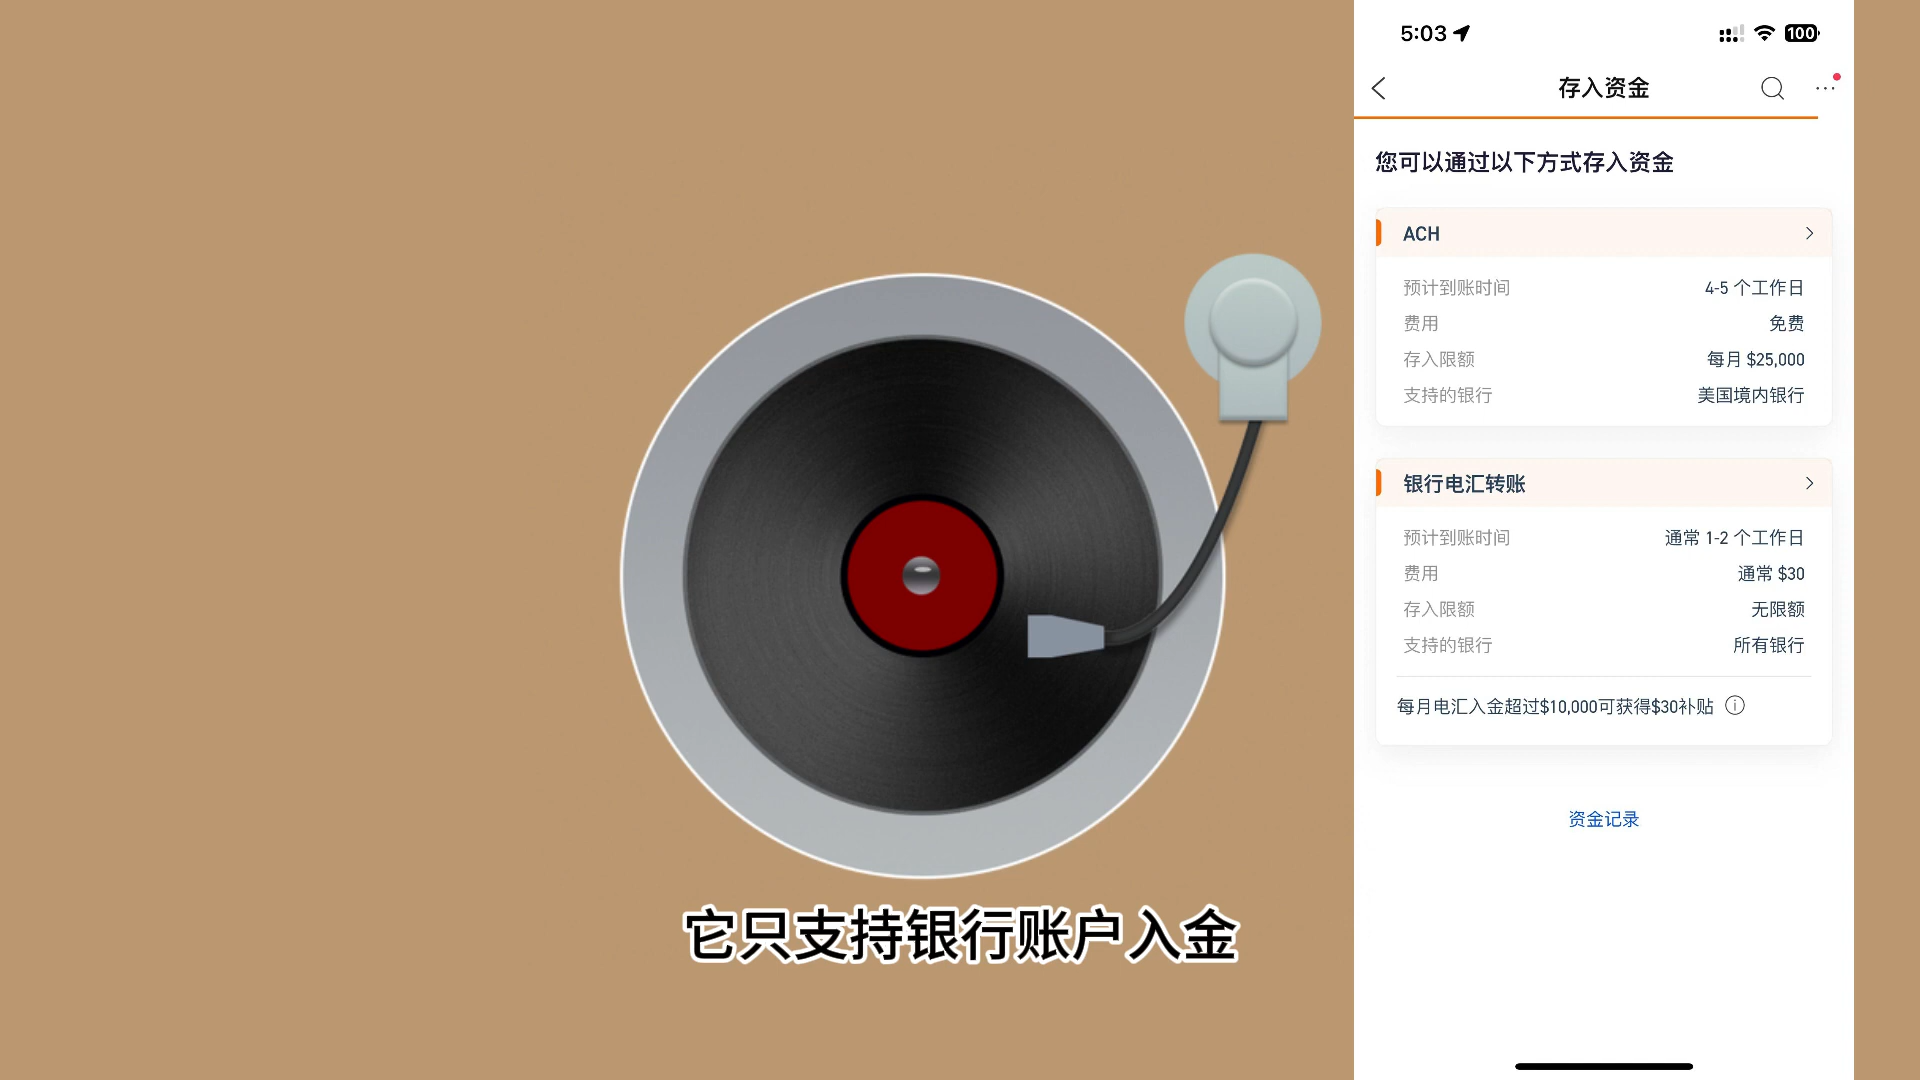 5:03
100
存入资金
您可以通过以下方式存入资金
ACH
预计到账时间 4-5 个工作日
费用 免费
存入限额 每月 $25,000
支持的银行 美国境内银行
银行电汇转账
预计到账时间 通常 1-2 个工作日
费用 通常 $30
存入限额 无限额
支持的银行 所有银行
每月电汇入金超过$10,000可获得$30补贴
资金记录
它只支持银行账户入金